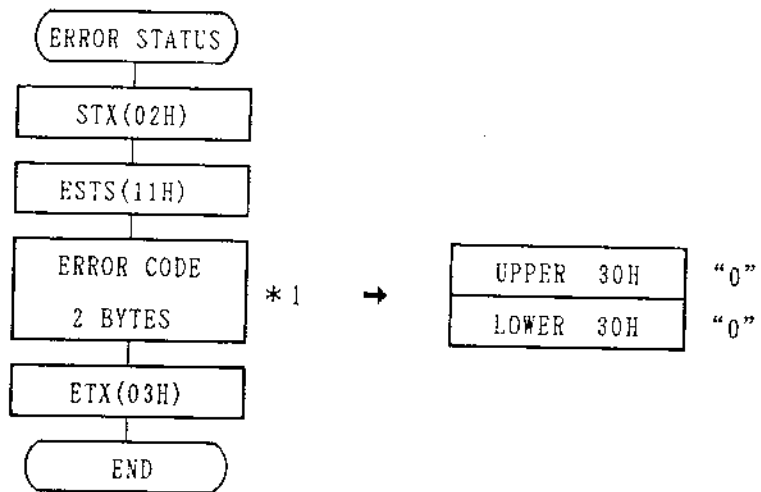 ERROR STATUS
STX(02H)
ESTS(11H)
ERROR CODE
2 BYTES
*1
→
UPPER 30H "0"
LOWER 30H "0"
ETX(03H)
END